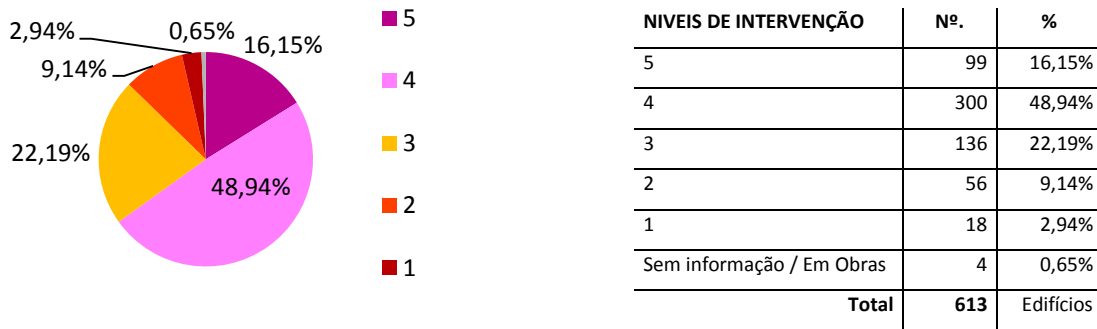 2,94%
0,65%
16,15%
9,14%
22,19%
48,94%
5
4
3
2
1
NIVEIS DE INTERVENÇÃO Nº. %
5 99 16,15%
4 300 48,94%
3 136 22,19%
2 56 9,14%
1 18 2,94%
Sem informação / Em Obras 4 0,65%
Total 613 Edifícios